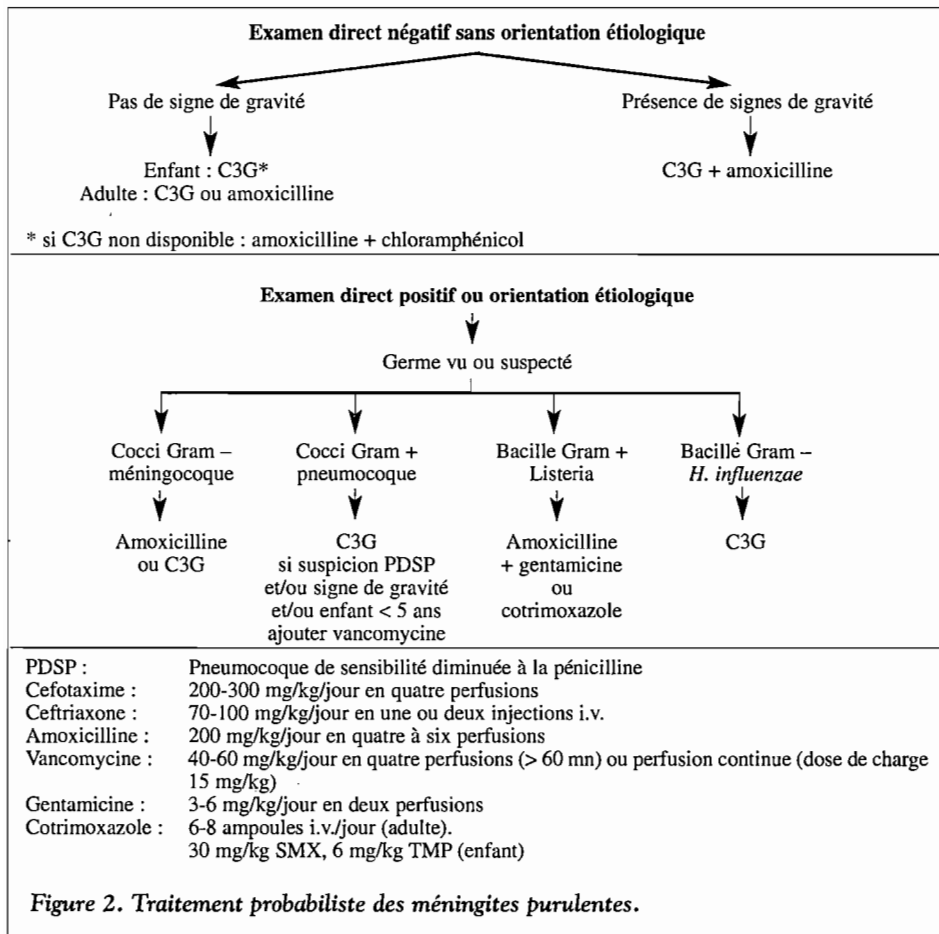 Examen direct négatif sans orientation étiologique
Pas de signe de gravité
Présence de signes de gravité
Enfant : C3G*
Adulte : C3G ou amoxicilline
C3G + amoxicilline
* si C3G non disponible : amoxicilline + chloramphénicol
Examen direct positif ou orientation étiologique
Germe vu ou suspecté
Cocci Gram –
méningocoque
Cocci Gram +
pneumocoque
Bacille Gram +
Listeria
Bacille Gram –
H. influenzae
Amoxicilline
ou C3G
C3G
si suspicion PDSP
et/ou signe de gravité
et/ou enfant < 5 ans
ajouter vancomycine
Amoxicilline
+ gentamicine
ou
cotrimoxazole
C3G
PDSP : Pneumocoque de sensibilité diminuée à la pénicilline
Cefotaxime : 200-300 mg/kg/jour en quatre perfusions
Ceftriaxone : 70-100 mg/kg/jour en une ou deux injections i.v.
Amoxicilline : 200 mg/kg/jour en quatre à six perfusions
Vancomycine : 40-60 mg/kg/jour en quatre perfusions (> 60 mn) ou perfusion continue (dose de charge
15 mg/kg)
Gentamicine : 3-6 mg/kg/jour en deux perfusions
Cotrimoxazole : 6-8 ampoules i.v./jour (adulte).
30 mg/kg SMX, 6 mg/kg TMP (enfant)
Figure 2. Traitement probabiliste des méningites purulentes.